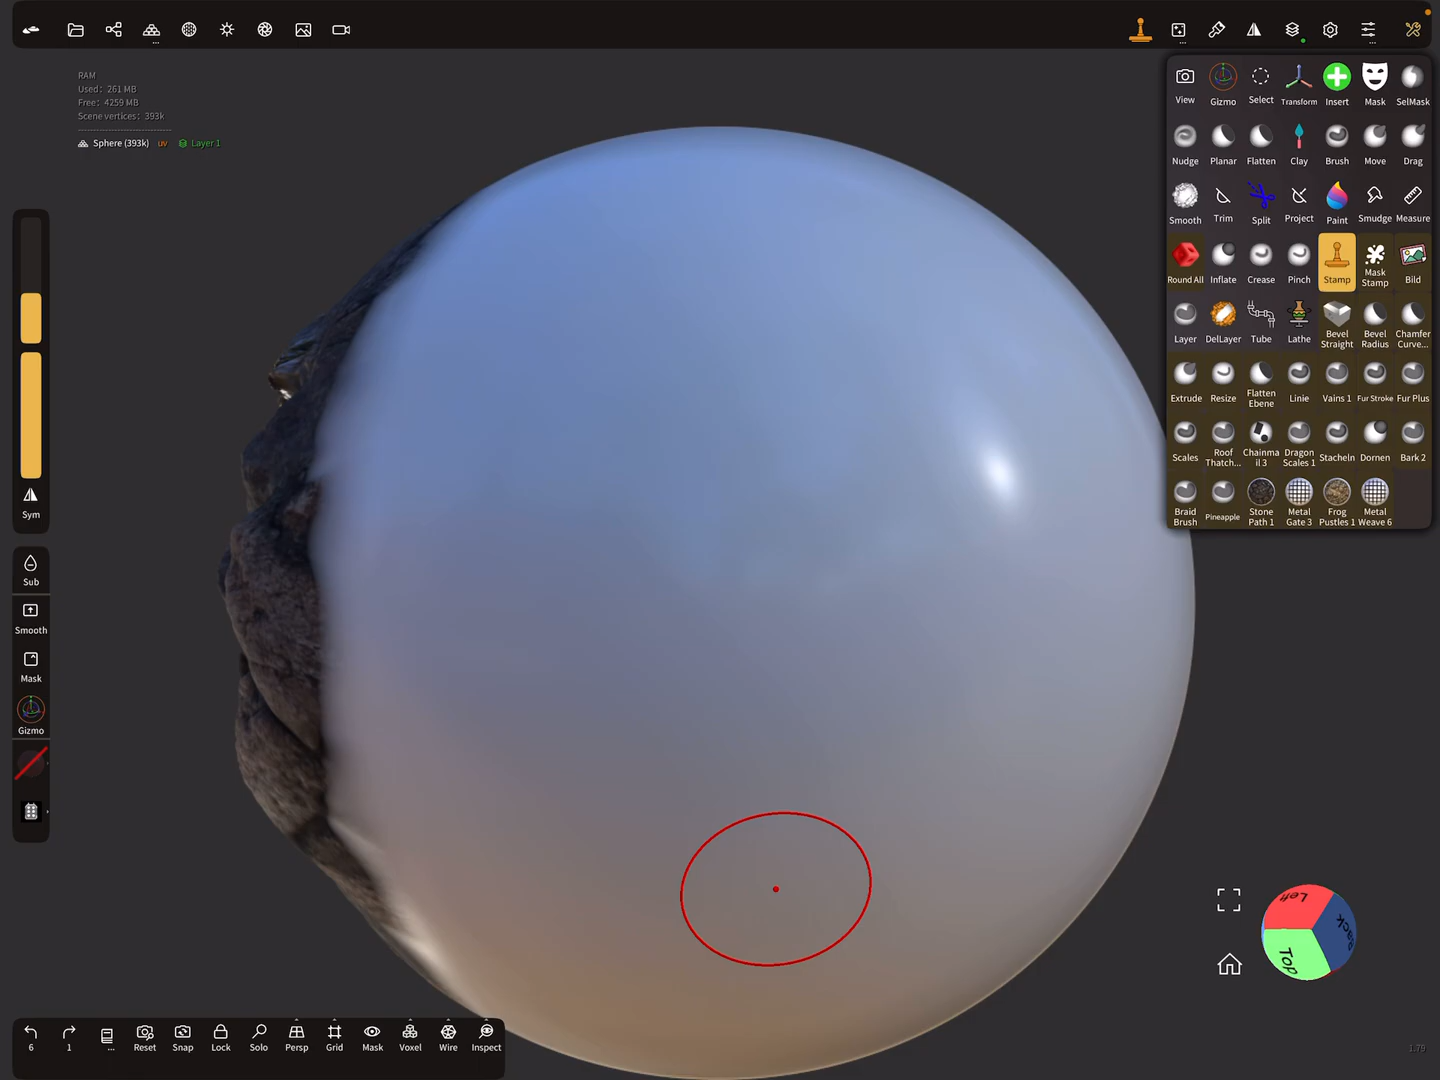 RAM
Used: 261 MB
Free: 4259 MB
Scene vertices: 393k
Sphere (393k) uv Layer 1
View Gizmo Select Transform Insert Mask SelMask
Nudge Planar Flatten Clay Brush Move Drag
Smooth Trim Split Project Paint Smudge Measure
Round All Inflate Crease Pinch Stamp Mask Stamp Bild
Layer DelLayer Tube Lathe Bevel Straight Bevel Radius Chamfer Curve...
Extrude Resize Flatten Ebene Linie Vains 1 Fur Stroke Fur Plus
Scales Roof Thatch... Chainma il 3 Dragon Scales 1 Stacheln Dornen Bark 2
Braid Brush Pineapple Stone Path 1 Metal Gate 3 Frog Pustles 1 Metal Weave 6
Sym
Sub
Smooth
Mask
Gizmo
Left
Back
Top
6 1 ... Reset Snap Lock Solo Persp Grid Mask Voxel Wire Inspect
1.79